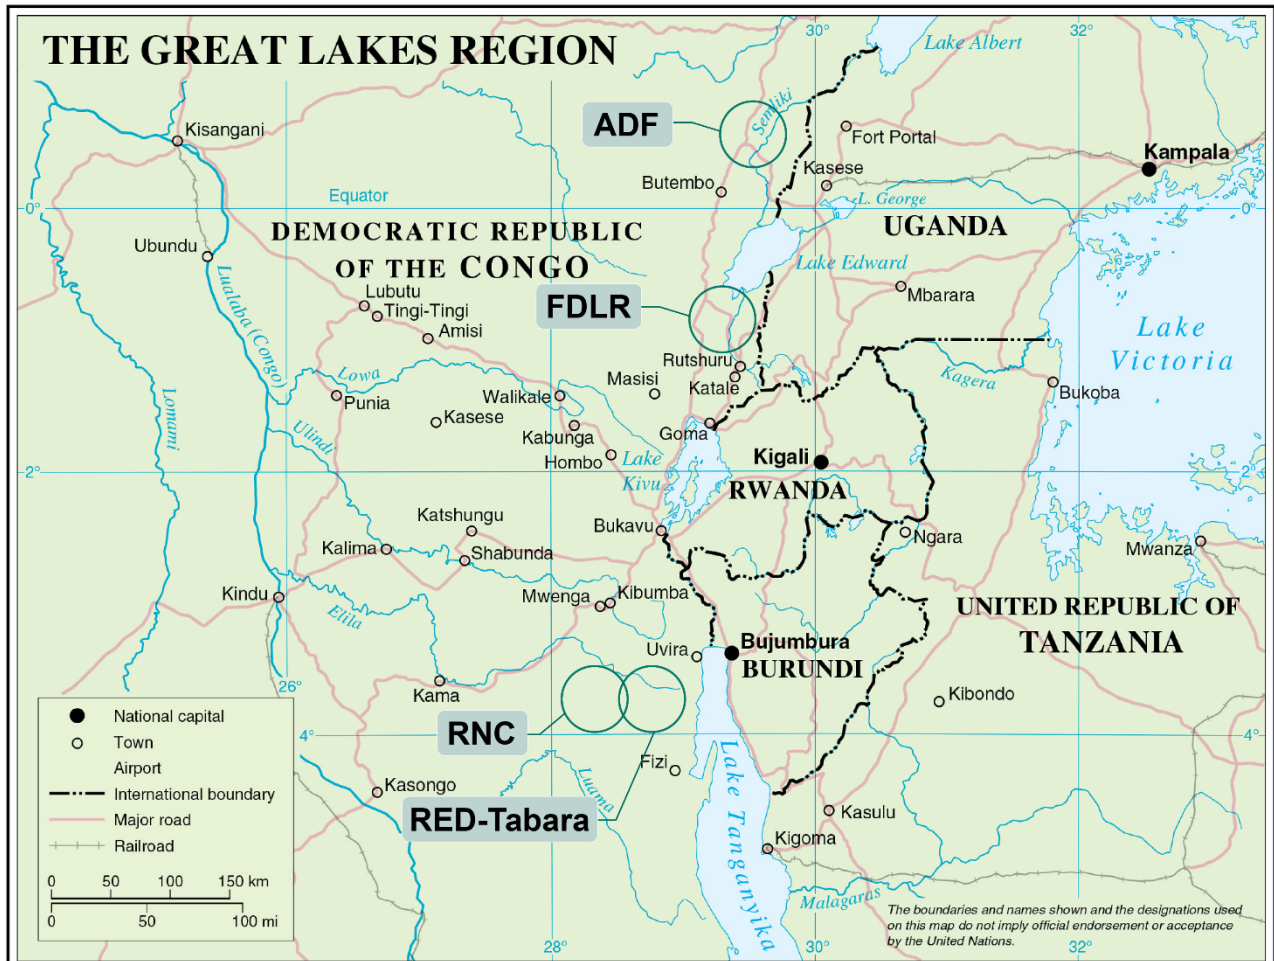 THE GREAT LAKES REGION
30°
32°
Lake Albert
ADF
Semliki
Kisangani
Fort Portal
Kampala
Kasese
Butembo
Equator
L. George
0°
0°
UGANDA
DEMOCRATIC REPUBLIC
OF THE CONGO
Ubundu
Lualaba (Congo)
Lake Edward
Lubutu
Tingi-Tingi
Amisi
FDLR
Mbarara
Lake
Victoria
Rutshuru
Katale
Masisi
Lowa
Kagera
Bukoba
Walikale
Punia
Lomami
Kasese
Kabunga
Goma
Ulindi
Hombo
Lake
Kivu
Kigali
RWANDA
2°
2°
Katshungu
Bukavu
Kalima
Shabunda
Ngara
Mwanza
Kindu
Elila
Mwenga
Kibumba
UNITED REPUBLIC OF
TANZANIA
Uvira
Bujumbura
BURUNDI
26°
Kama
Kibondo
RNC
4°
4°
Fizi
Luama
Kasongo
RED-Tabara
Lake Tanganyika
Kasulu
Kigoma
Malagaras
National capital
Town
Airport
International boundary
Major road
Railroad
0 50 100 150 km
0 50 100 mi
28°
30°
32°
The boundaries and names shown and the designations used
on this map do not imply official endorsement or acceptance
by the United Nations.